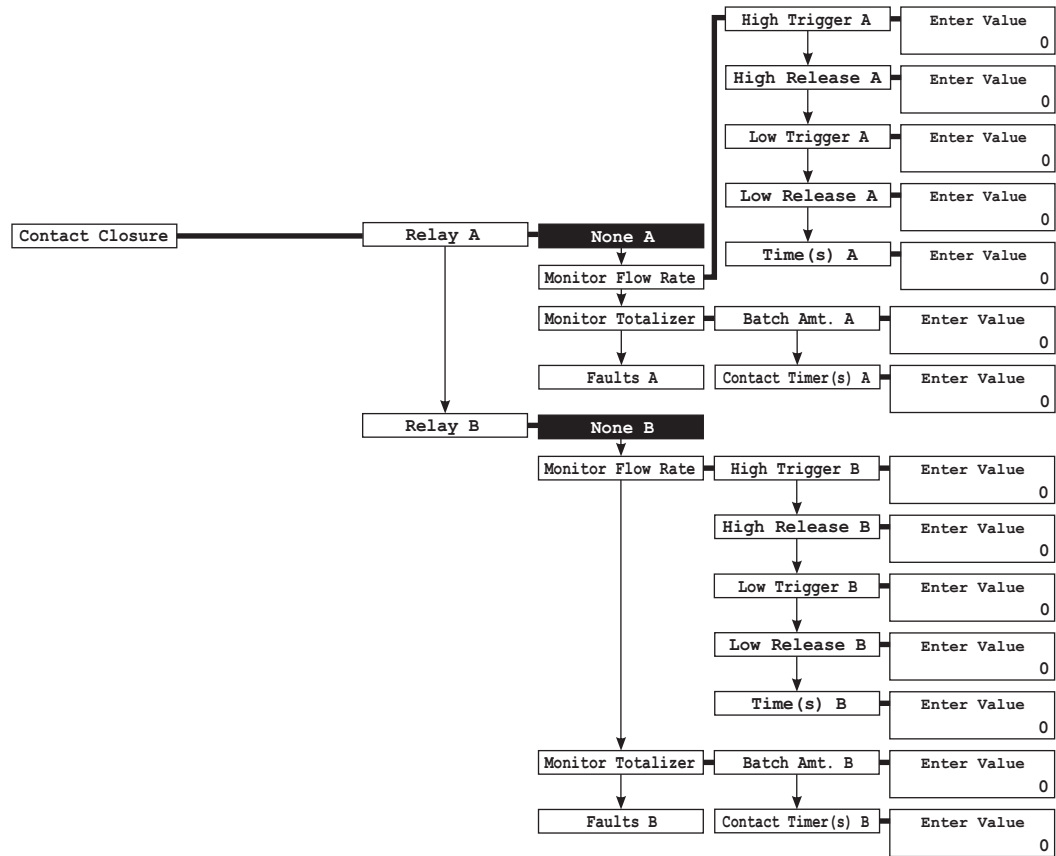 High Trigger A
Enter Value
0
High Release A
Enter Value
0
Low Trigger A
Enter Value
0
Low Release A
Enter Value
0
Contact Closure
Relay A
None A
Time(s) A
Enter Value
0
Monitor Flow Rate
Monitor Totalizer
Batch Amt. A
Enter Value
0
Faults A
Contact Timer(s) A
Enter Value
0
Relay B
None B
Monitor Flow Rate
High Trigger B
Enter Value
0
High Release B
Enter Value
0
Low Trigger B
Enter Value
0
Low Release B
Enter Value
0
Time(s) B
Enter Value
0
Monitor Totalizer
Batch Amt. B
Enter Value
0
Faults B
Contact Timer(s) B
Enter Value
0